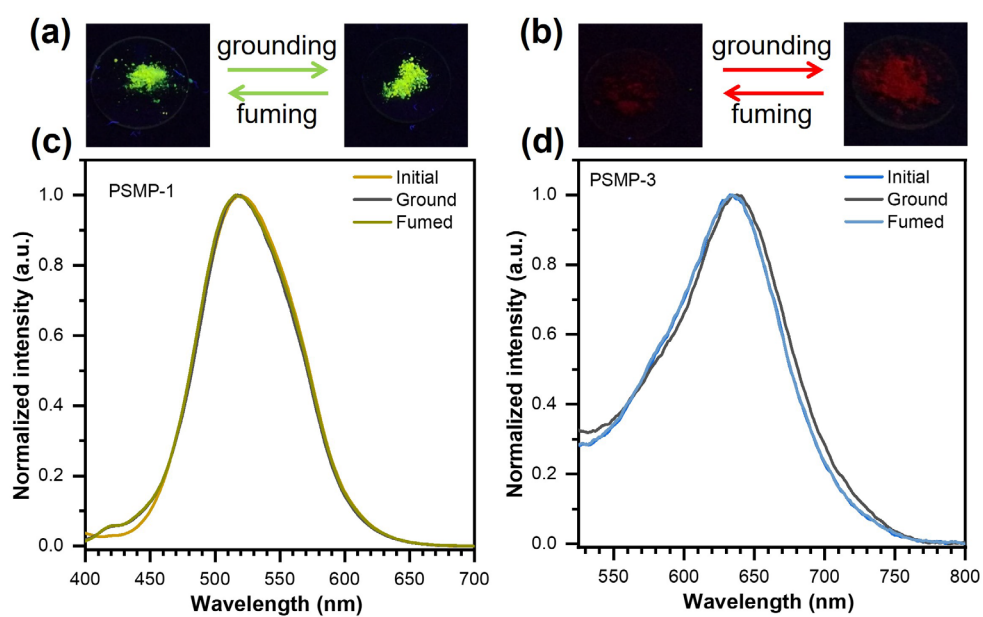 (a)
grounding
fuming
(b)
grounding
fuming
(c)
PSMP-1
Initial
Ground
Fumed
Normalized intensity (a.u.)
1.0
0.8
0.6
0.4
0.2
0.0
400 450 500 550 600 650 700
Wavelength (nm)
(d)
PSMP-3
Initial
Ground
Fumed
Normalized intensity (a.u.)
1.0
0.8
0.6
0.4
0.2
0.0
550 600 650 700 750 800
Wavelength (nm)